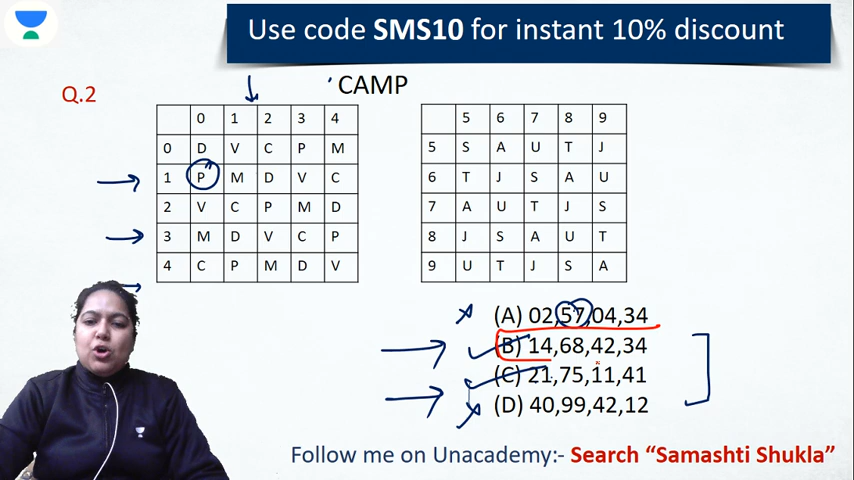 Use code SMS10 for instant 10% discount
Q.2
CAMP
0 1 2 3 4
0 D V C P M
1 P M D V C
2 V C P M D
3 M D V C P
4 C P M D V
5 6 7 8 9
5 S A U T J
6 T J S A U
7 A U T J S
8 J S A U T
9 U T J S A
(A) 02,57,04,34
(B) 14,68,42,34
(C) 21,75,11,41
(D) 40,99,42,12
Follow me on Unacademy:- Search “Samashti Shukla”